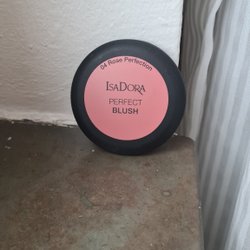 04 Rose Perfection
IsaDora
PERFECT
BLUSH